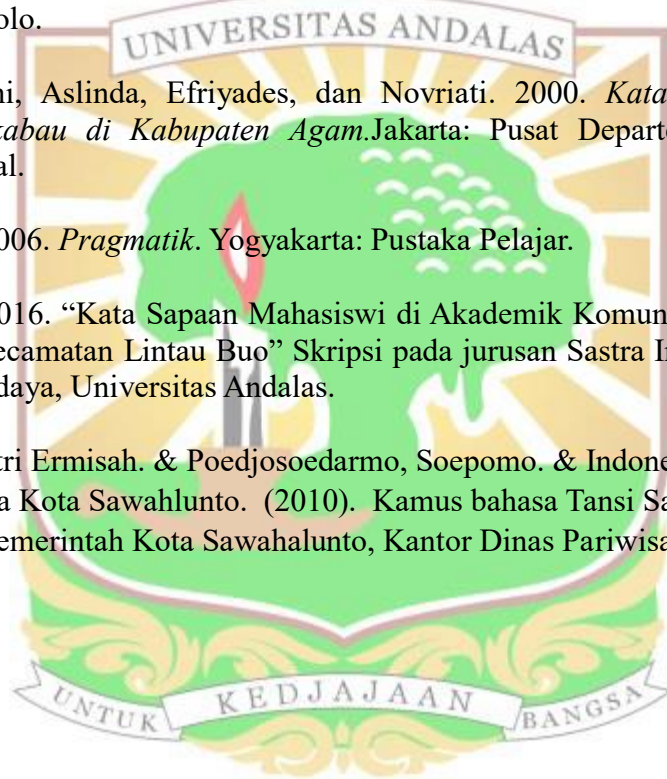 olo.
UNIVERSITAS ANDALAS
ni, Aslinda, Efriyades, dan Novriati. 2000. Kata
kabau di Kabupaten Agam.Jakarta: Pusat Departe
al.
006. Pragmatik. Yogyakarta: Pustaka Pelajar.
016. “Kata Sapaan Mahasiswi di Akademik Komun
ecamatan Lintau Buo” Skripsi pada jurusan Sastra I
daya, Universitas Andalas.
tri Ermisah. & Poedjosoedarmo, Soepomo. & Indone
a Kota Sawahlunto. (2010). Kamus bahasa Tansi Sa
Pemerintah Kota Sawahalunto, Kantor Dinas Pariwisa
UNTUK KEDJAJAAN BANGSA